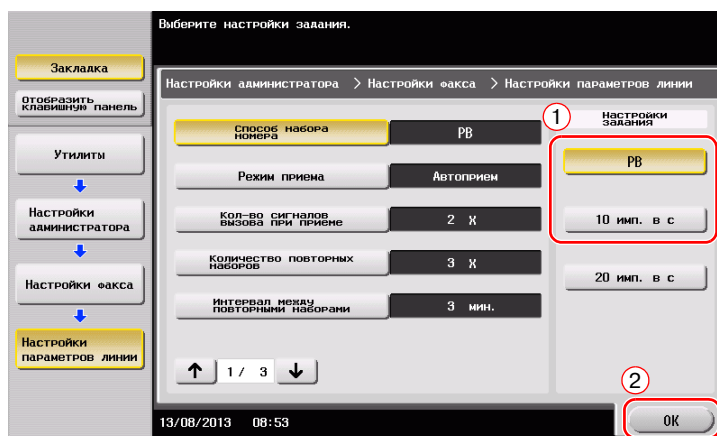 Выберите настройки задания.
Закладка
Отобразить
клавишную панель
Утилиты
Настройки
администратора
Настройки факса
Настройки
параметров линии
Настройки администратора > Настройки факса > Настройки параметров линии
Способ набора
номера
PB
Режим приема
Автоприем
Кол-во сигналов
вызова при приеме
2 X
Количество повторных
наборов
3 X
Интервал между
повторными наборами
3 мин.
↑ 1/ 3 ↓
1
Настройки
задания
PB
10 имп. в с
20 имп. в с
2
OK
13/08/2013 08:53